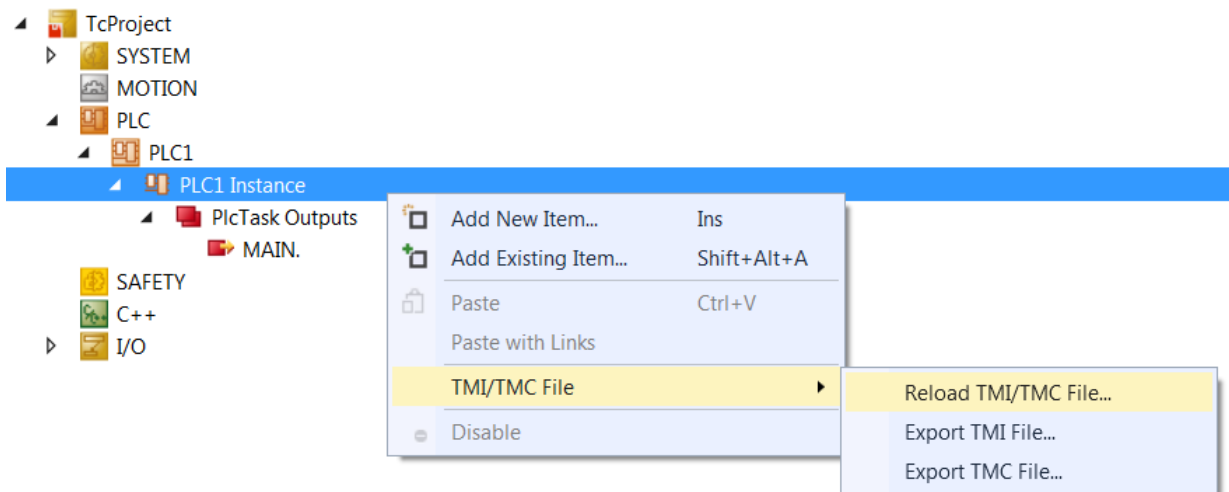 TcProject
SYSTEM
MOTION
PLC
PLC1
PLC1 Instance
PlcTask Outputs
MAIN.
SAFETY
C++
I/O
Add New Item... Ins
Add Existing Item... Shift+Alt+A
Paste Ctrl+V
Paste with Links
TMI/TMC File
Disable
Reload TMI/TMC File...
Export TMI File...
Export TMC File...